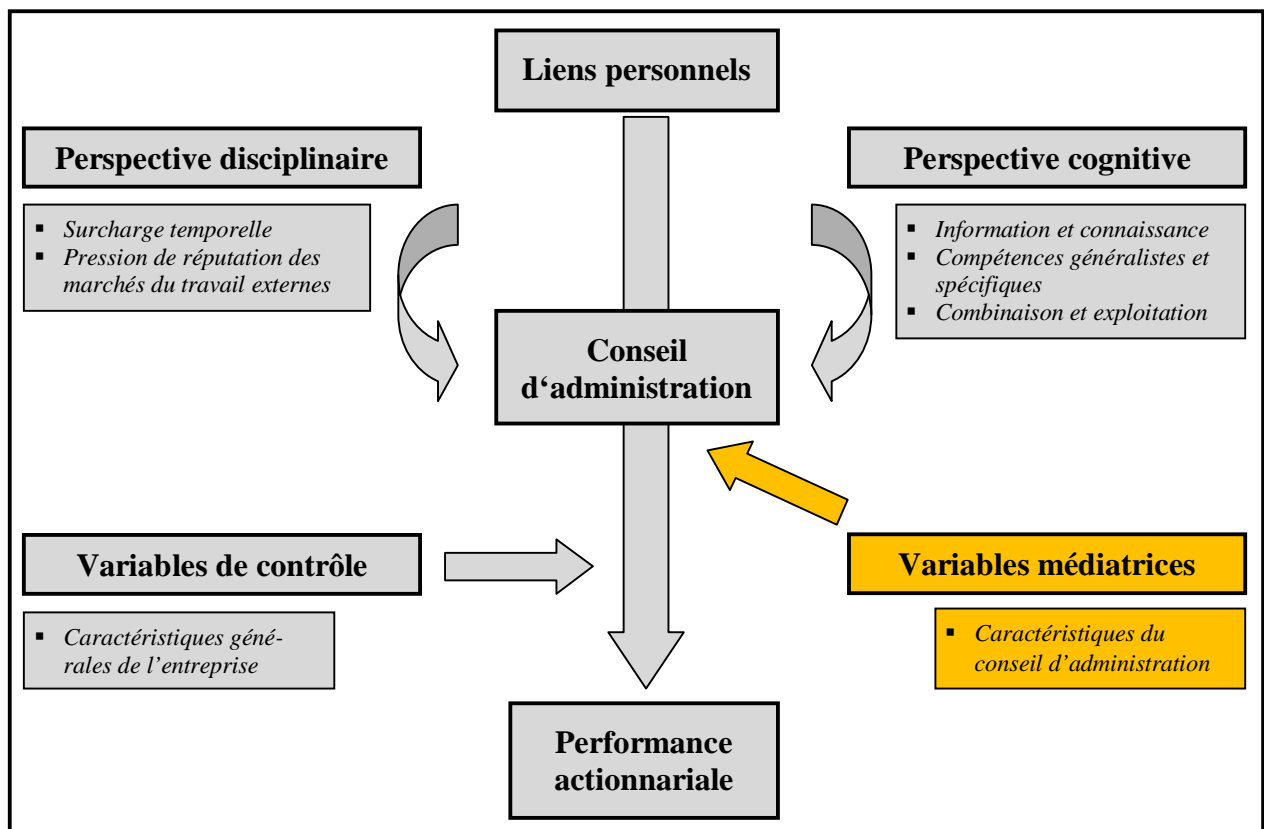 Liens personnels
Perspective disciplinaire
▪ Surcharge temporelle
▪ Pression de réputation des
marchés du travail externes
Perspective cognitive
▪ Information et connaissance
▪ Compétences généralistes et
spécifiques
▪ Combinaison et exploitation
Conseil
d‘administration
Variables de contrôle
▪ Caractéristiques géné-
rales de l’entreprise
Variables médiatrices
▪ Caractéristiques du
conseil d’administration
Performance
actionnariale